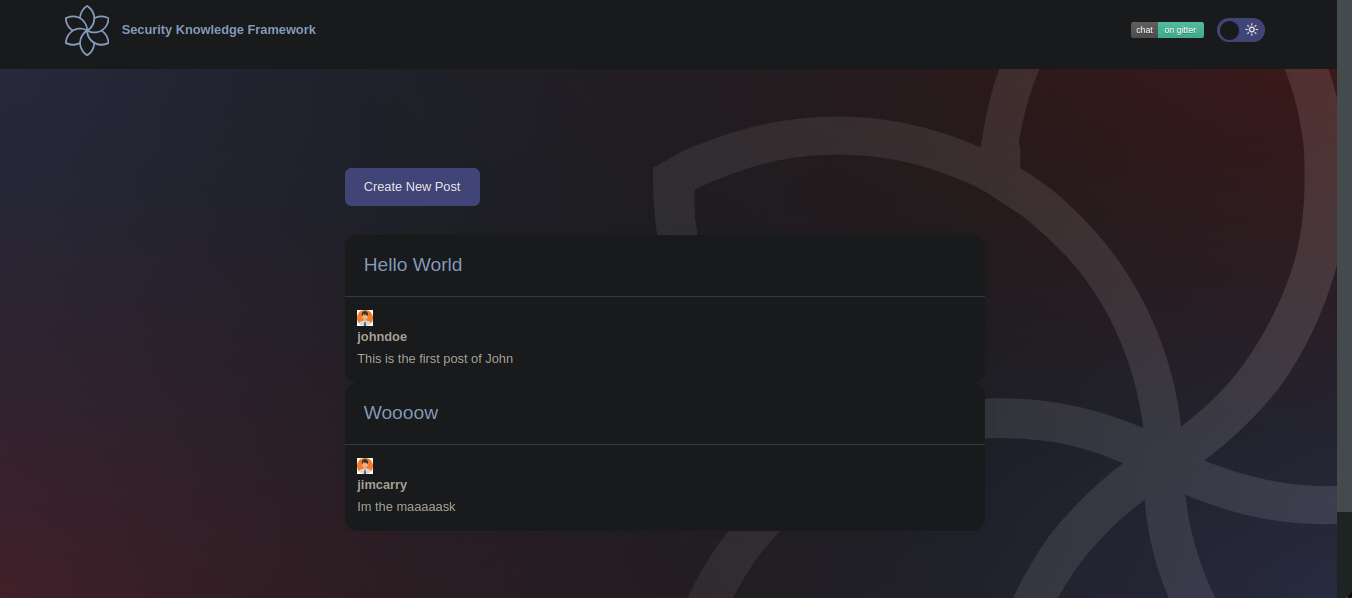 Security Knowledge Framework
chat on gitter
Create New Post
Hello World
johndoe
This is the first post of John
Woooow
jimcarry
Im the maaaaask